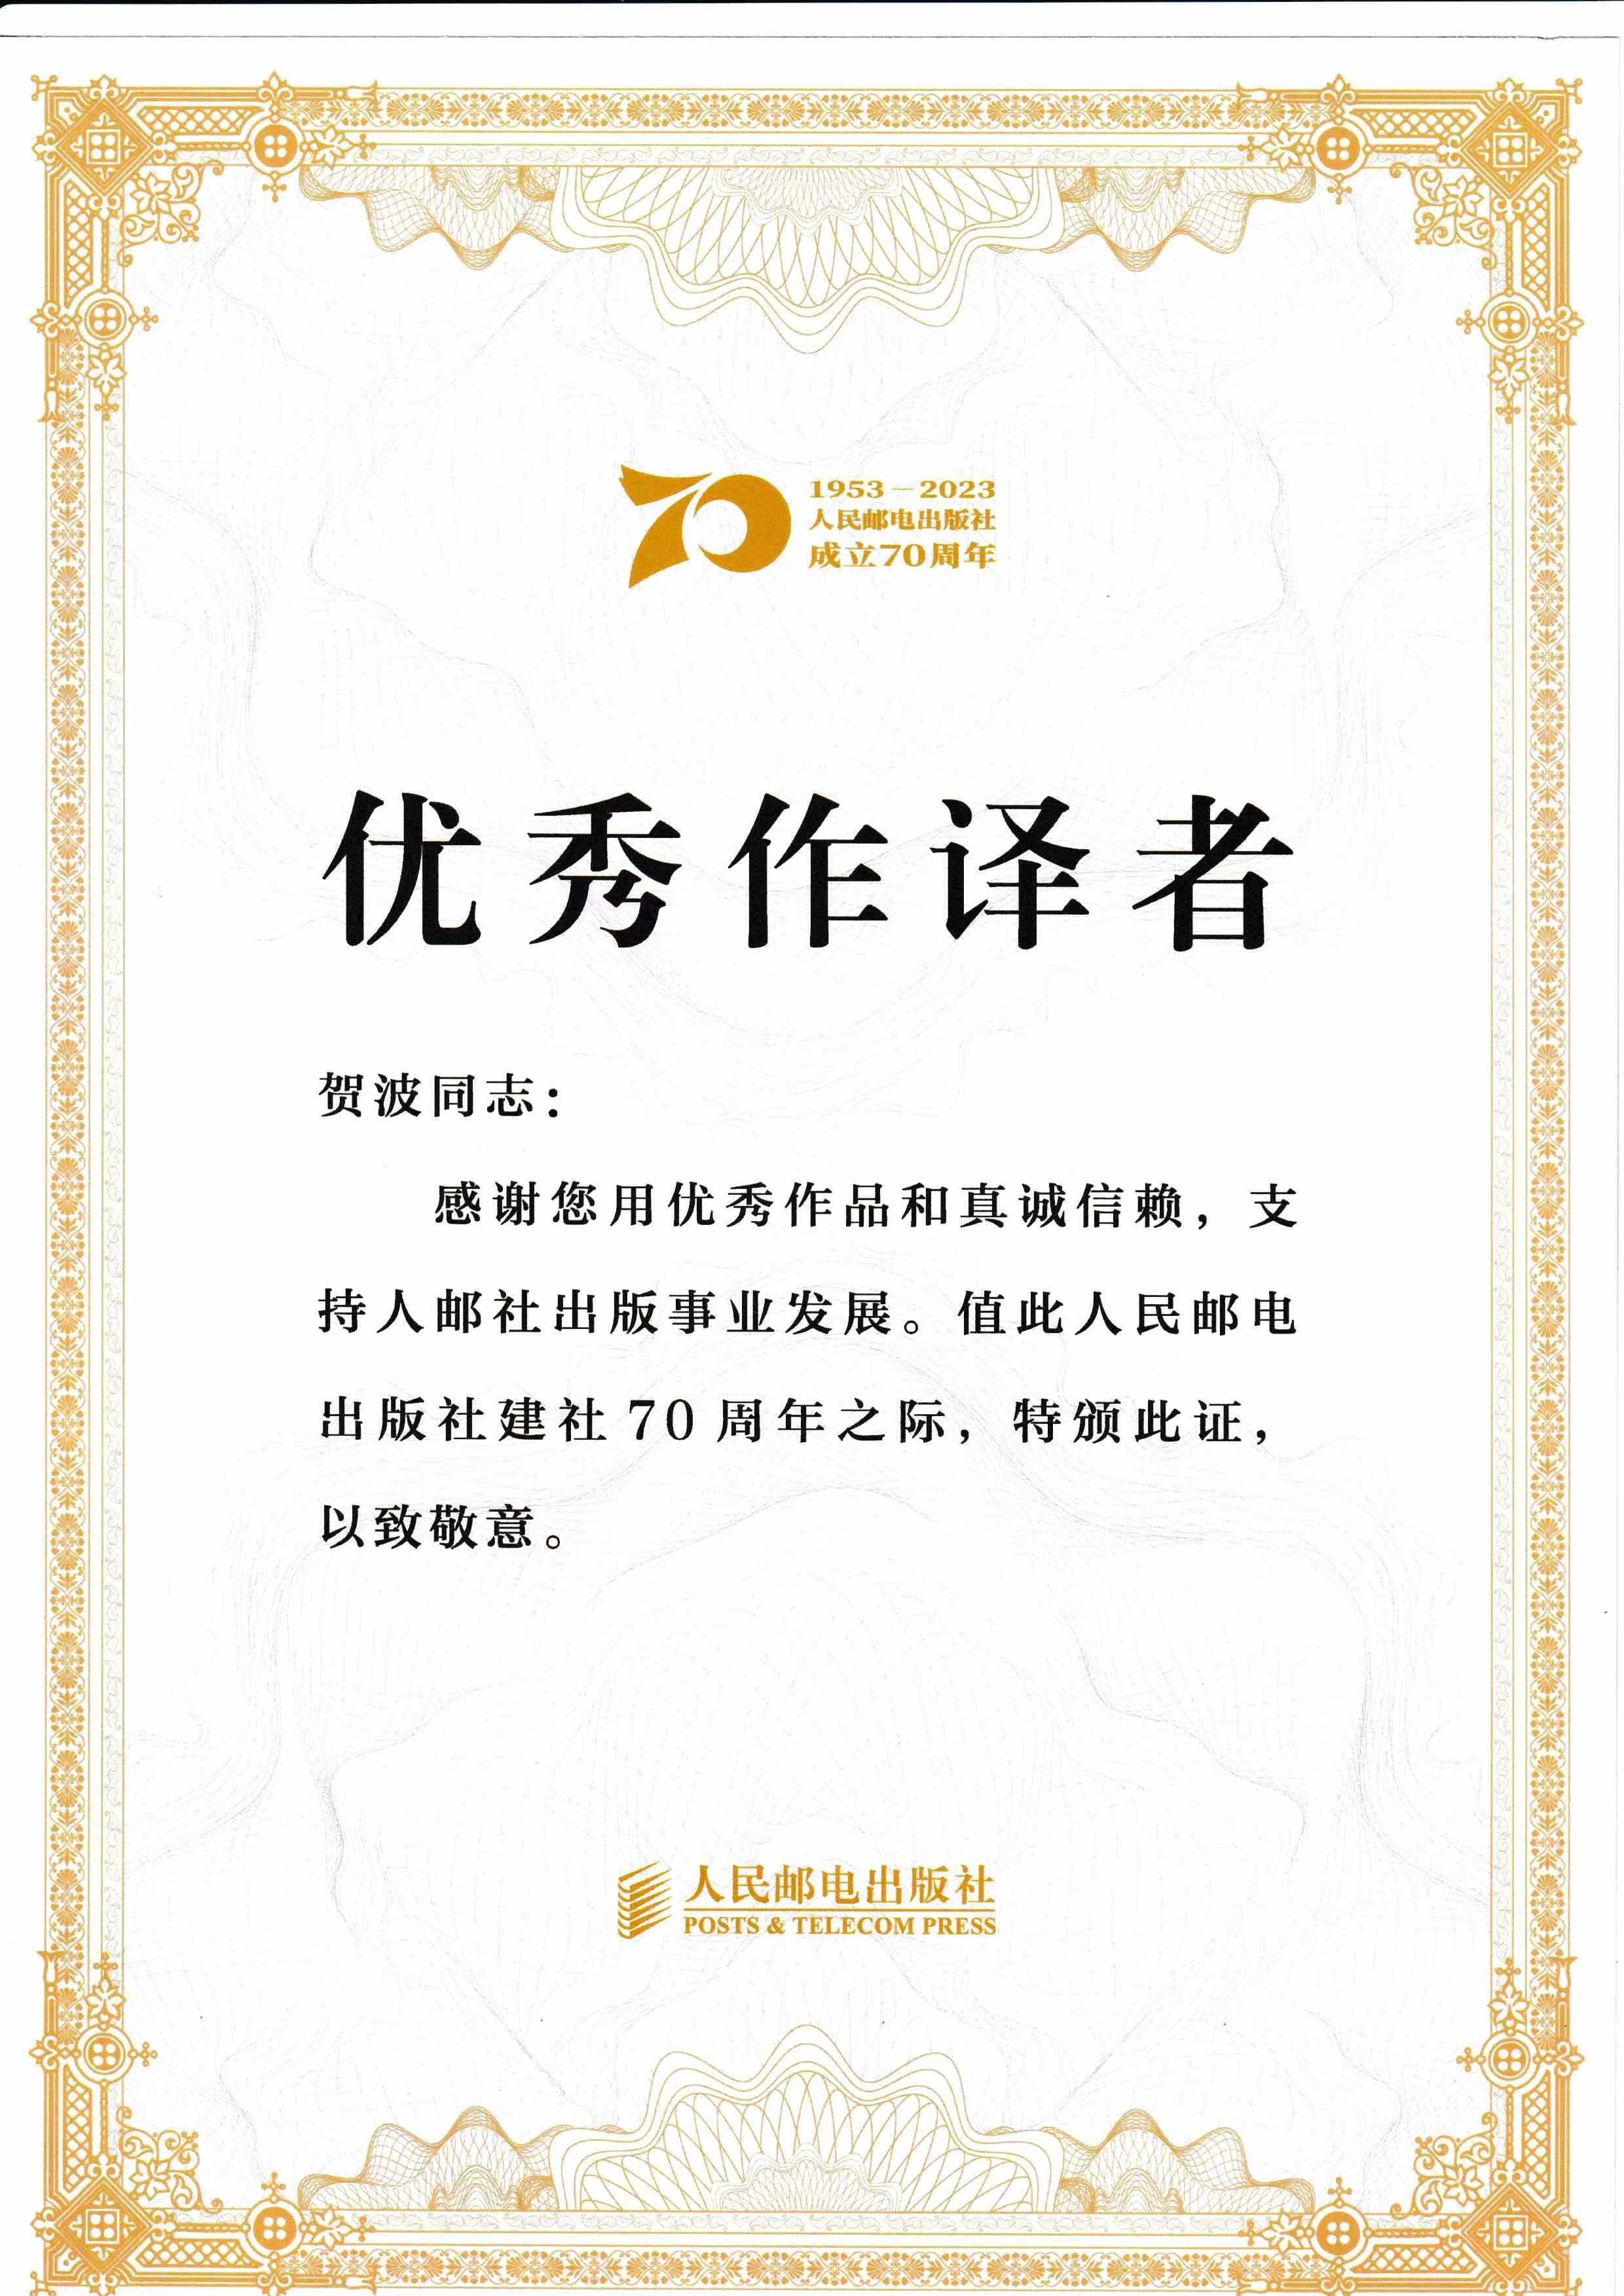 1953－2023
人民邮电出版社
成立70周年
优秀作译者
贺波同志：
感谢您用优秀作品和真诚信赖，支
持人邮社出版事业发展。值此人民邮电
出版社建社70周年之际，特颁此证，
以致敬意。
人民邮电出版社
POSTS & TELECOM PRESS